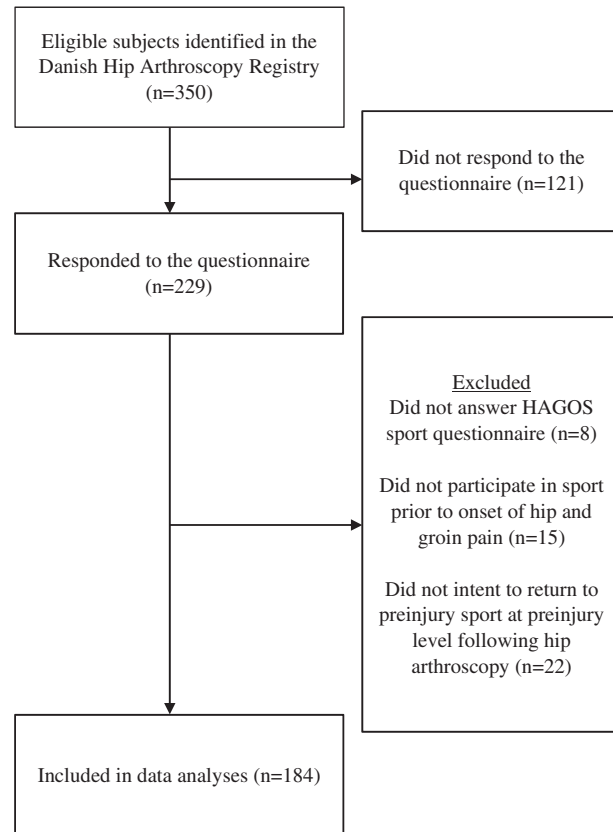 Eligible subjects identified in the
Danish Hip Arthroscopy Registry
(n=350)
Did not respond to the
questionnaire (n=121)
Responded to the questionnaire
(n=229)
Excluded
Did not answer HAGOS
sport questionnaire (n=8)
Did not participate in sport
prior to onset of hip and
groin pain (n=15)
Did not intent to return to
preinjury sport at preinjury
level following hip
arthroscopy (n=22)
Included in data analyses (n=184)